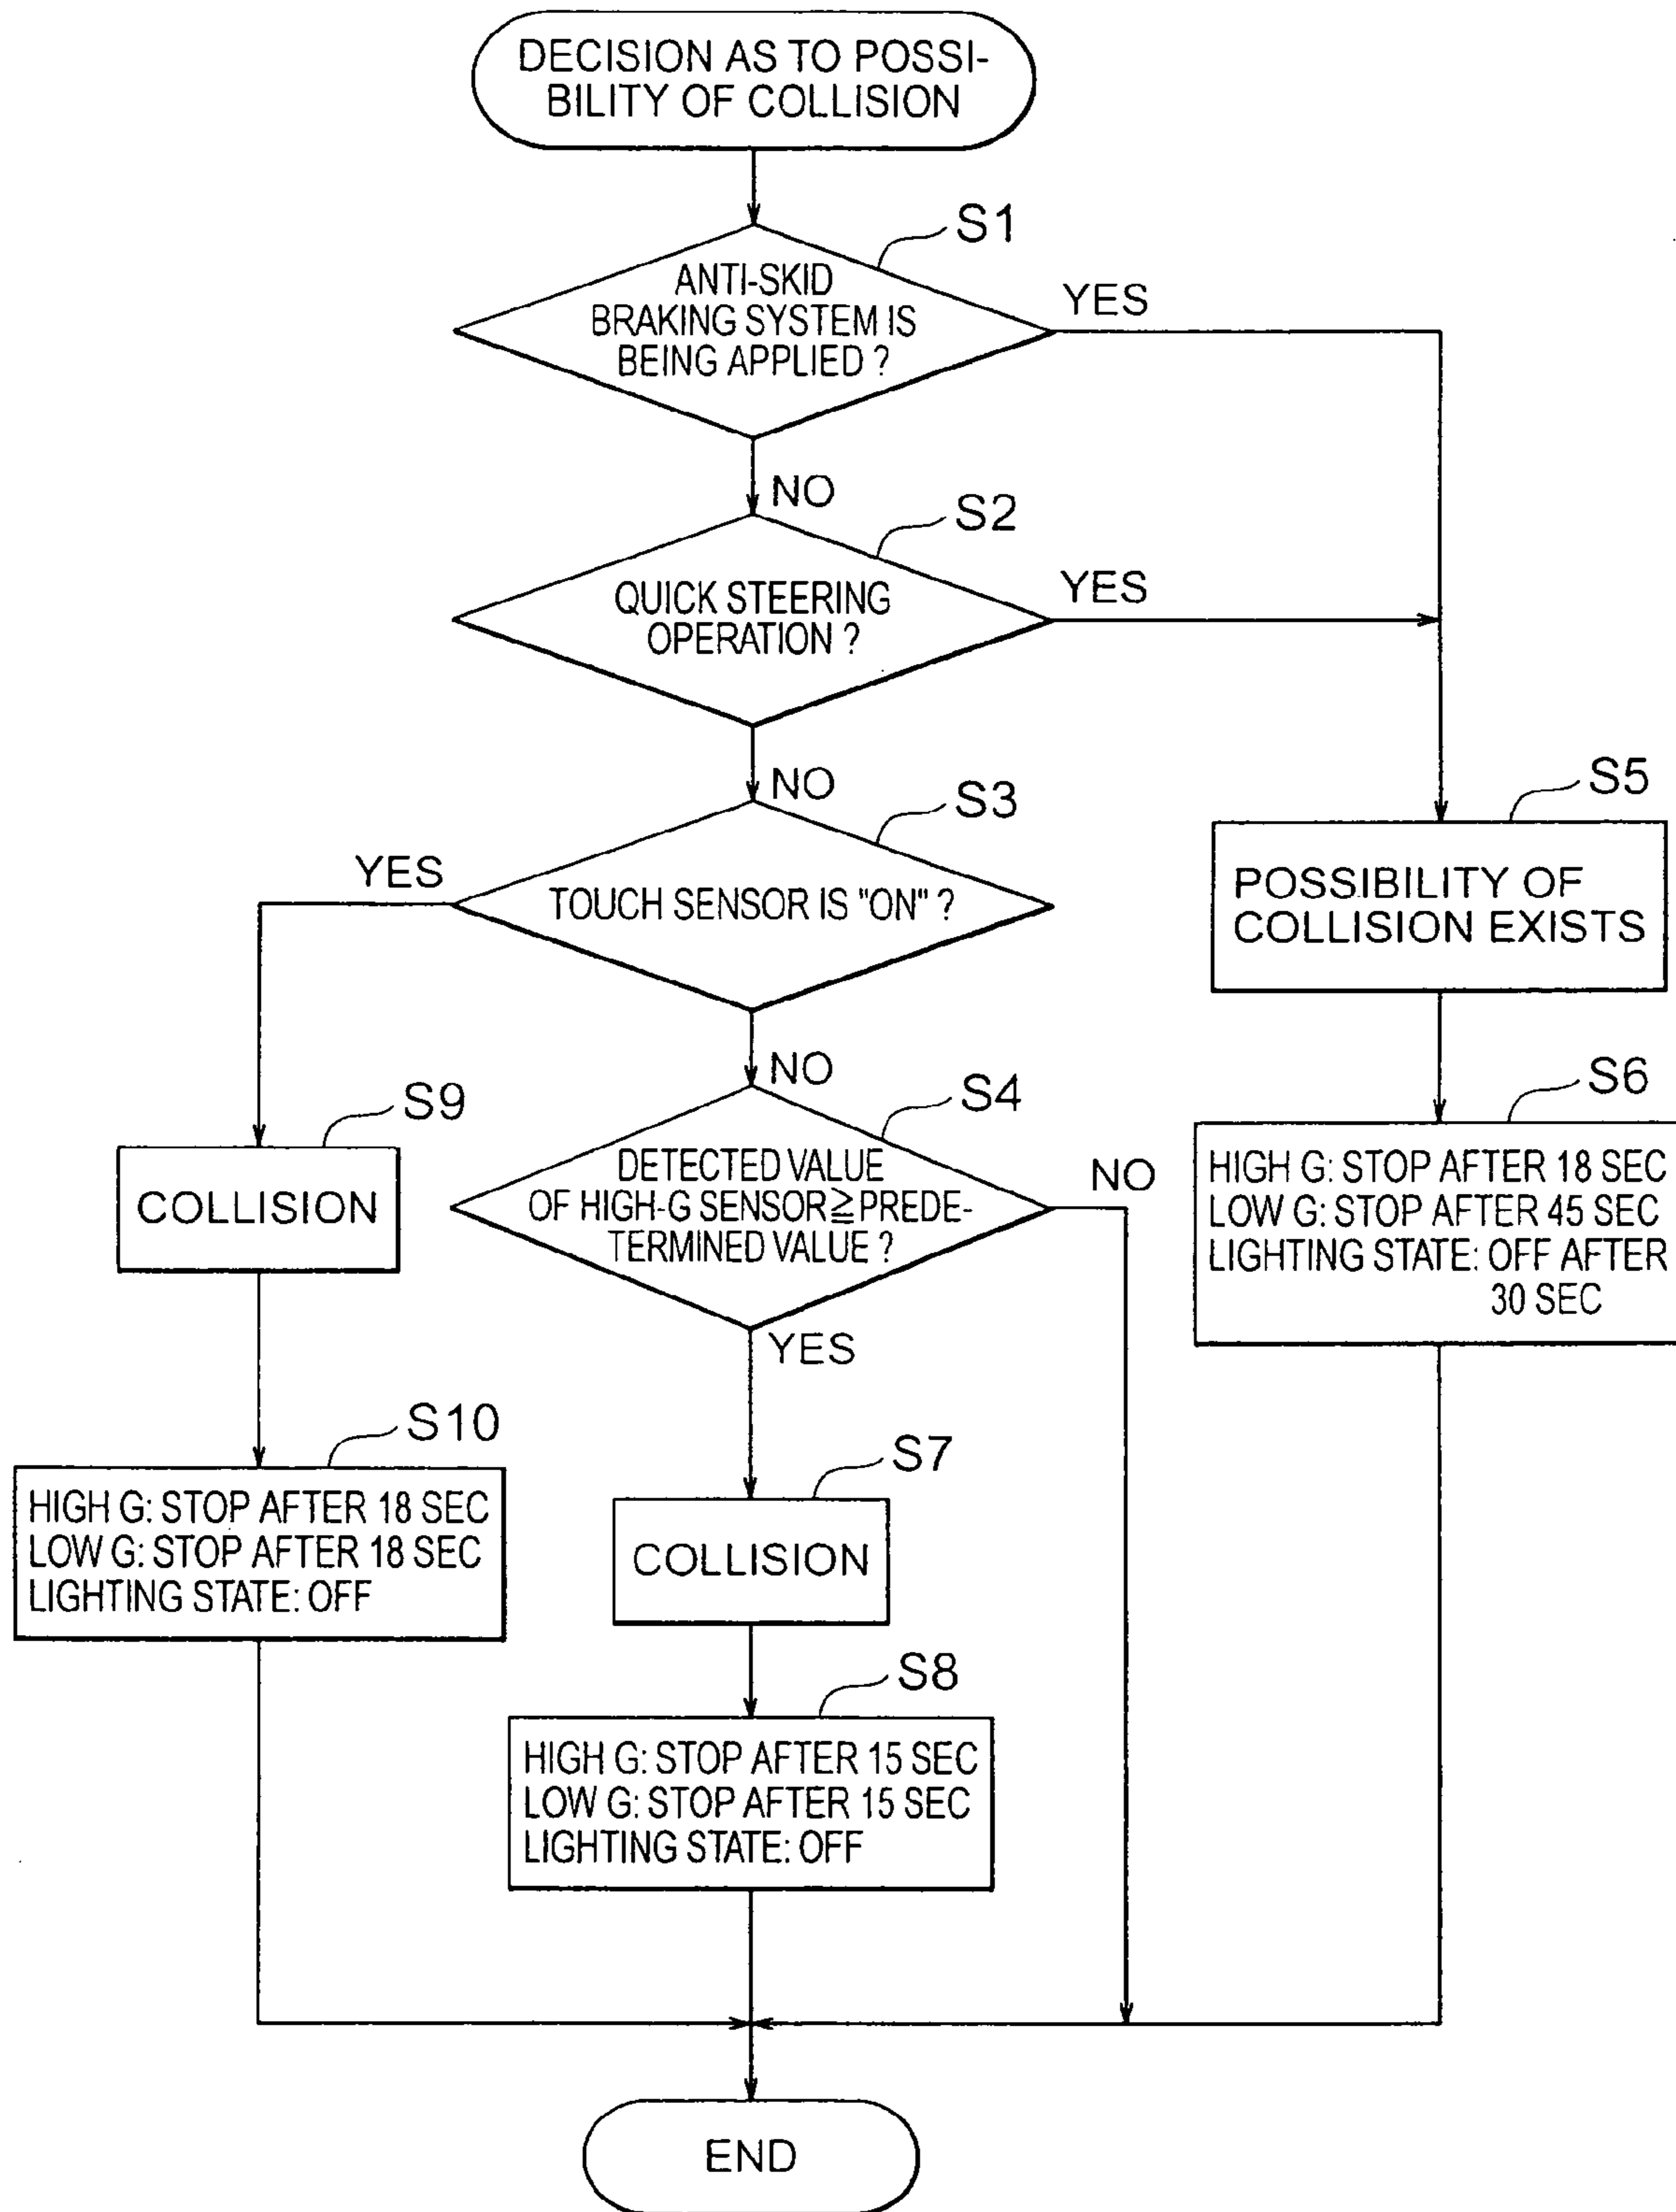 DECISION AS TO POSSI-
BILITY OF COLLISION
S1
ANTI-SKID
BRAKING SYSTEM IS
BEING APPLIED ?
YES
NO
S2
QUICK STEERING
OPERATION ?
YES
NO
S3
TOUCH SENSOR IS "ON" ?
YES
NO
S5
POSSIBILITY OF
COLLISION EXISTS
S4
DETECTED VALUE
OF HIGH-G SENSOR≧PREDE-
TERMINED VALUE ?
NO
YES
S6
HIGH G: STOP AFTER 18 SEC
LOW G: STOP AFTER 45 SEC
LIGHTING STATE: OFF AFTER
30 SEC
S9
COLLISION
S10
HIGH G: STOP AFTER 18 SEC
LOW G: STOP AFTER 18 SEC
LIGHTING STATE: OFF
S7
COLLISION
S8
HIGH G: STOP AFTER 15 SEC
LOW G: STOP AFTER 15 SEC
LIGHTING STATE: OFF
END